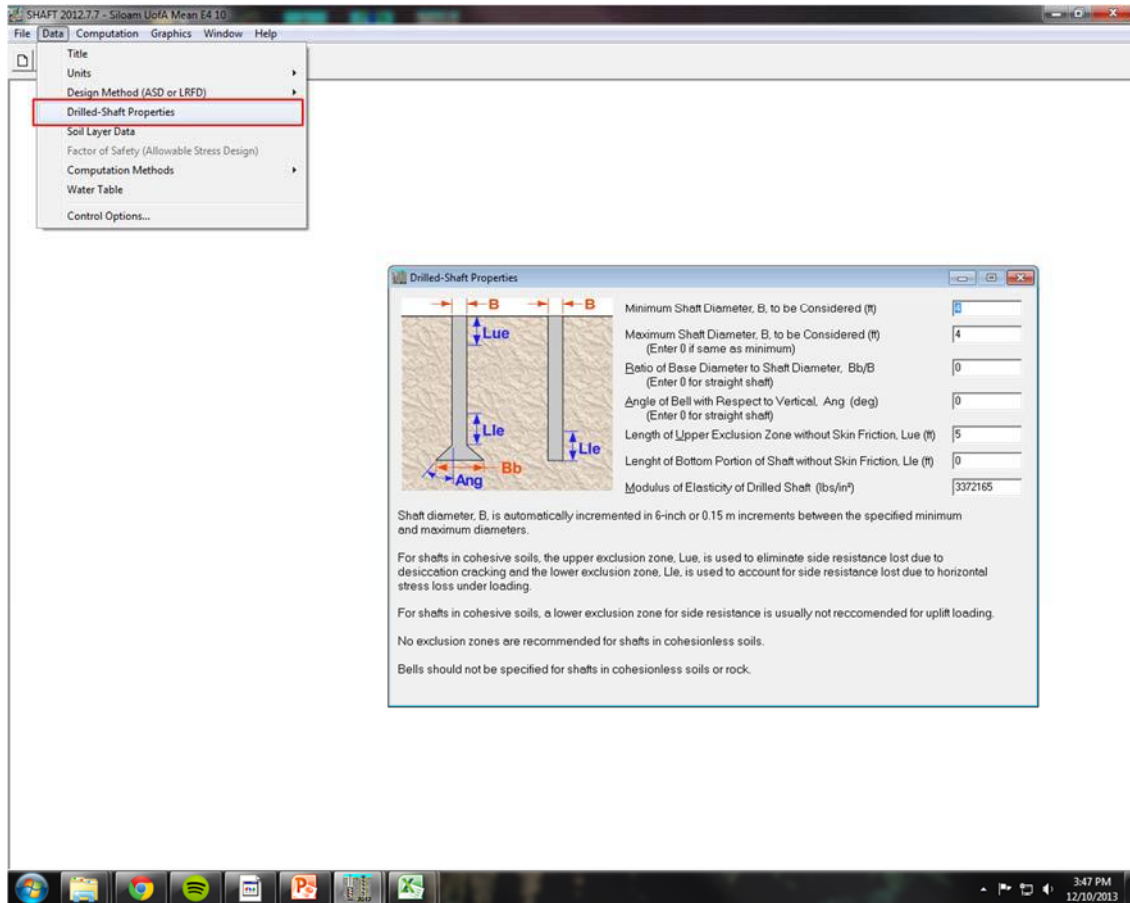 SHAFT 2012.7.7 - Siloam UofA Mean E4 10
File Data Computation Graphics Window Help
Title
Units
Design Method (ASD or LRFD)
Drilled-Shaft Properties
Soil Layer Data
Factor of Safety (Allowable Stress Design)
Computation Methods
Water Table
Control Options...
Drilled-Shaft Properties
B B
Lue
Lle
Lle
Bb
Ang
Minimum Shaft Diameter, B, to be Considered (ft) 4
Maximum Shaft Diameter, B, to be Considered (ft) 4
(Enter 0 if same as minimum)
Ratio of Base Diameter to Shaft Diameter, Bb/B 0
(Enter 0 for straight shaft)
Angle of Bell with Respect to Vertical, Ang (deg) 0
(Enter 0 for straight shaft)
Length of Upper Exclusion Zone without Skin Friction, Lue (ft) 5
Lenght of Bottom Portion of Shaft without Skin Friction, Lle (ft) 0
Modulus of Elasticity of Drilled Shaft (lbs/in²) 3372165
Shaft diameter, B, is automatically incremented in 6-inch or 0.15 m increments between the specified minimum
and maximum diameters.
For shafts in cohesive soils, the upper exclusion zone, Lue, is used to eliminate side resistance lost due to
desiccation cracking and the lower exclusion zone, Lle, is used to account for side resistance lost due to horizontal
stress loss under loading.
For shafts in cohesive soils, a lower exclusion zone for side resistance is usually not reccomended for uplift loading.
No exclusion zones are recommended for shafts in cohesionless soils.
Bells should not be specified for shafts in cohesionless soils or rock.
3:47 PM
12/10/2013